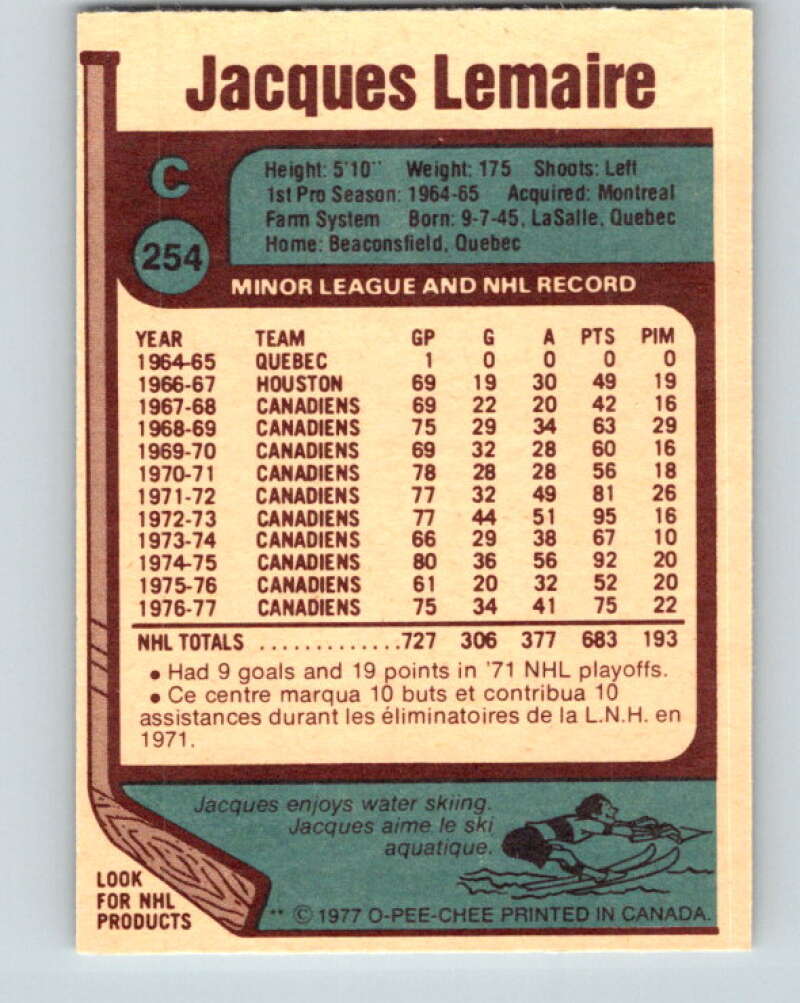 Jacques Lemaire
C
254
Height: 5'10" Weight: 175 Shoots: Left
1st Pro Season: 1964-65 Acquired: Montreal
Farm System Born: 9-7-45, LaSalle, Quebec
Home: Beaconsfield, Quebec
MINOR LEAGUE AND NHL RECORD
YEAR TEAM GP G A PTS PIM
1964-65 QUEBEC 1 0 0 0 0
1966-67 HOUSTON 69 19 30 49 19
1967-68 CANADIENS 69 22 20 42 16
1968-69 CANADIENS 75 29 34 63 29
1969-70 CANADIENS 69 32 28 60 16
1970-71 CANADIENS 78 28 28 56 18
1971-72 CANADIENS 77 32 49 81 26
1972-73 CANADIENS 77 44 51 95 16
1973-74 CANADIENS 66 29 38 67 10
1974-75 CANADIENS 80 36 56 92 20
1975-76 CANADIENS 61 20 32 52 20
1976-77 CANADIENS 75 34 41 75 22
NHL TOTALS .............727 306 377 683 193
• Had 9 goals and 19 points in '71 NHL playoffs.
• Ce centre marqua 10 buts et contribua 10
assistances durant les éliminatoires de la L.N.H. en
1971.
Jacques enjoys water skiing.
Jacques aime le ski
aquatique.
LOOK
FOR NHL
PRODUCTS
** © 1977 O-PEE-CHEE PRINTED IN CANADA.